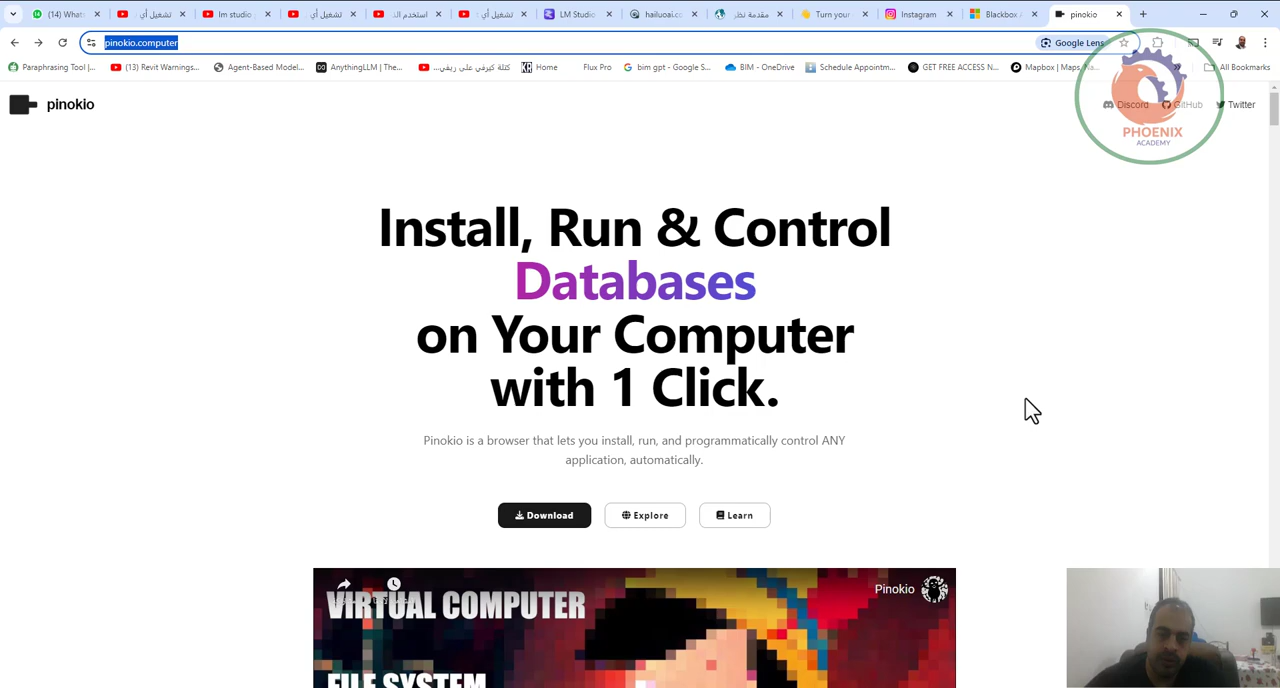 (14) Whats
تشغيل أي
lm studio
تشغيل أي
استخدم الذ
تشغيل أي
LM Studio
hailuoai.co
مقدمة نظر
Turn your
Instagram
Blackbox A
pinokio
pinokio.computer
Google Lens
Paraphrasing Tool |...
(13) Revit Warnings...
Agent-Based Model...
AnythingLLM | The...
كتلة كيرفي على ريفي...
Home
Flux Pro
bim gpt - Google S...
BIM - OneDrive
Schedule Appointm...
GET FREE ACCESS N...
Mapbox | Maps, Na...
All Bookmarks
pinokio
Discord
GitHub
Twitter
PHOENIX
ACADEMY
Install, Run & Control
Databases
on Your Computer
with 1 Click.
Pinokio is a browser that lets you install, run, and programmatically control ANY
application, automatically.
Download
Explore
Learn
Pinokio
VIRTUAL COMPUTER
FILE SYSTEM